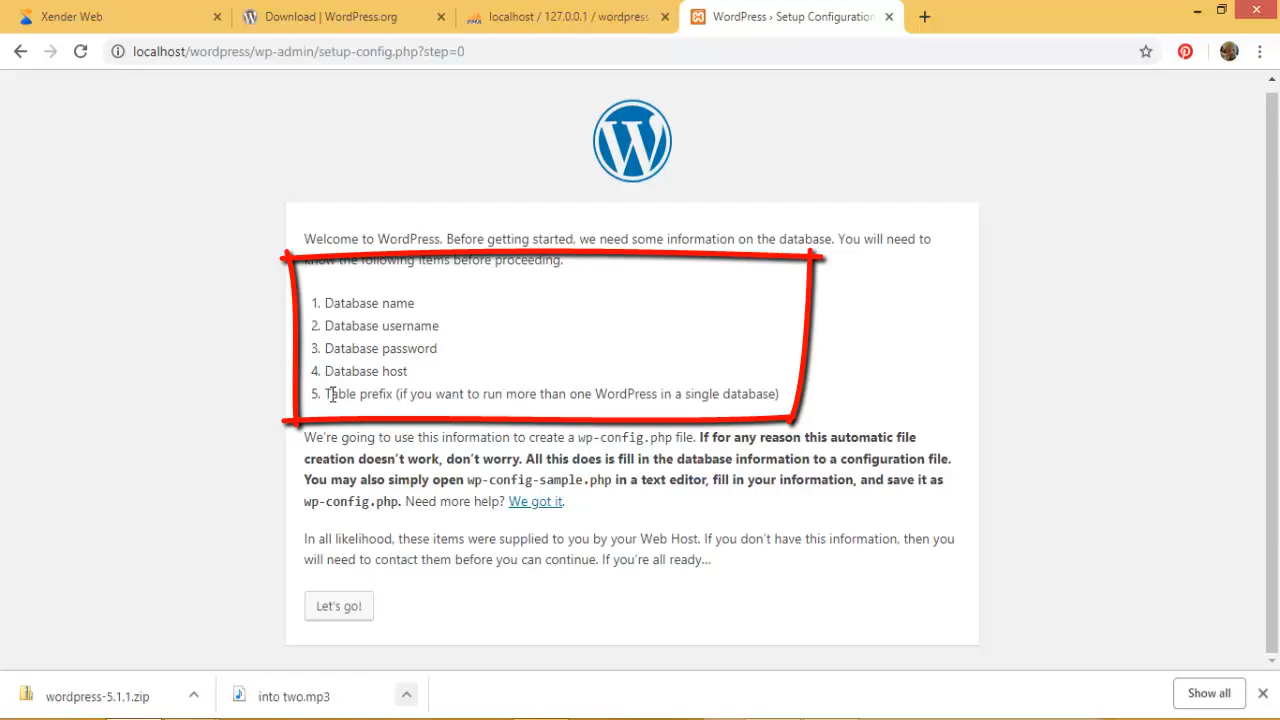 Xender Web
Download | WordPress.org
localhost / 127.0.0.1 / wordpress
WordPress › Setup Configuration
localhost/wordpress/wp-admin/setup-config.php?step=0
Welcome to WordPress. Before getting started, we need some information on the database. You will need to
know the following items before proceeding.
1. Database name
2. Database username
3. Database password
4. Database host
5. Table prefix (if you want to run more than one WordPress in a single database)
We're going to use this information to create a wp-config.php file. If for any reason this automatic file
creation doesn't work, don't worry. All this does is fill in the database information to a configuration file.
You may also simply open wp-config-sample.php in a text editor, fill in your information, and save it as
wp-config.php. Need more help? We got it.
In all likelihood, these items were supplied to you by your Web Host. If you don't have this information, then you
will need to contact them before you can continue. If you're all ready...
Let's go!
wordpress-5.1.1.zip
into two.mp3
Show all